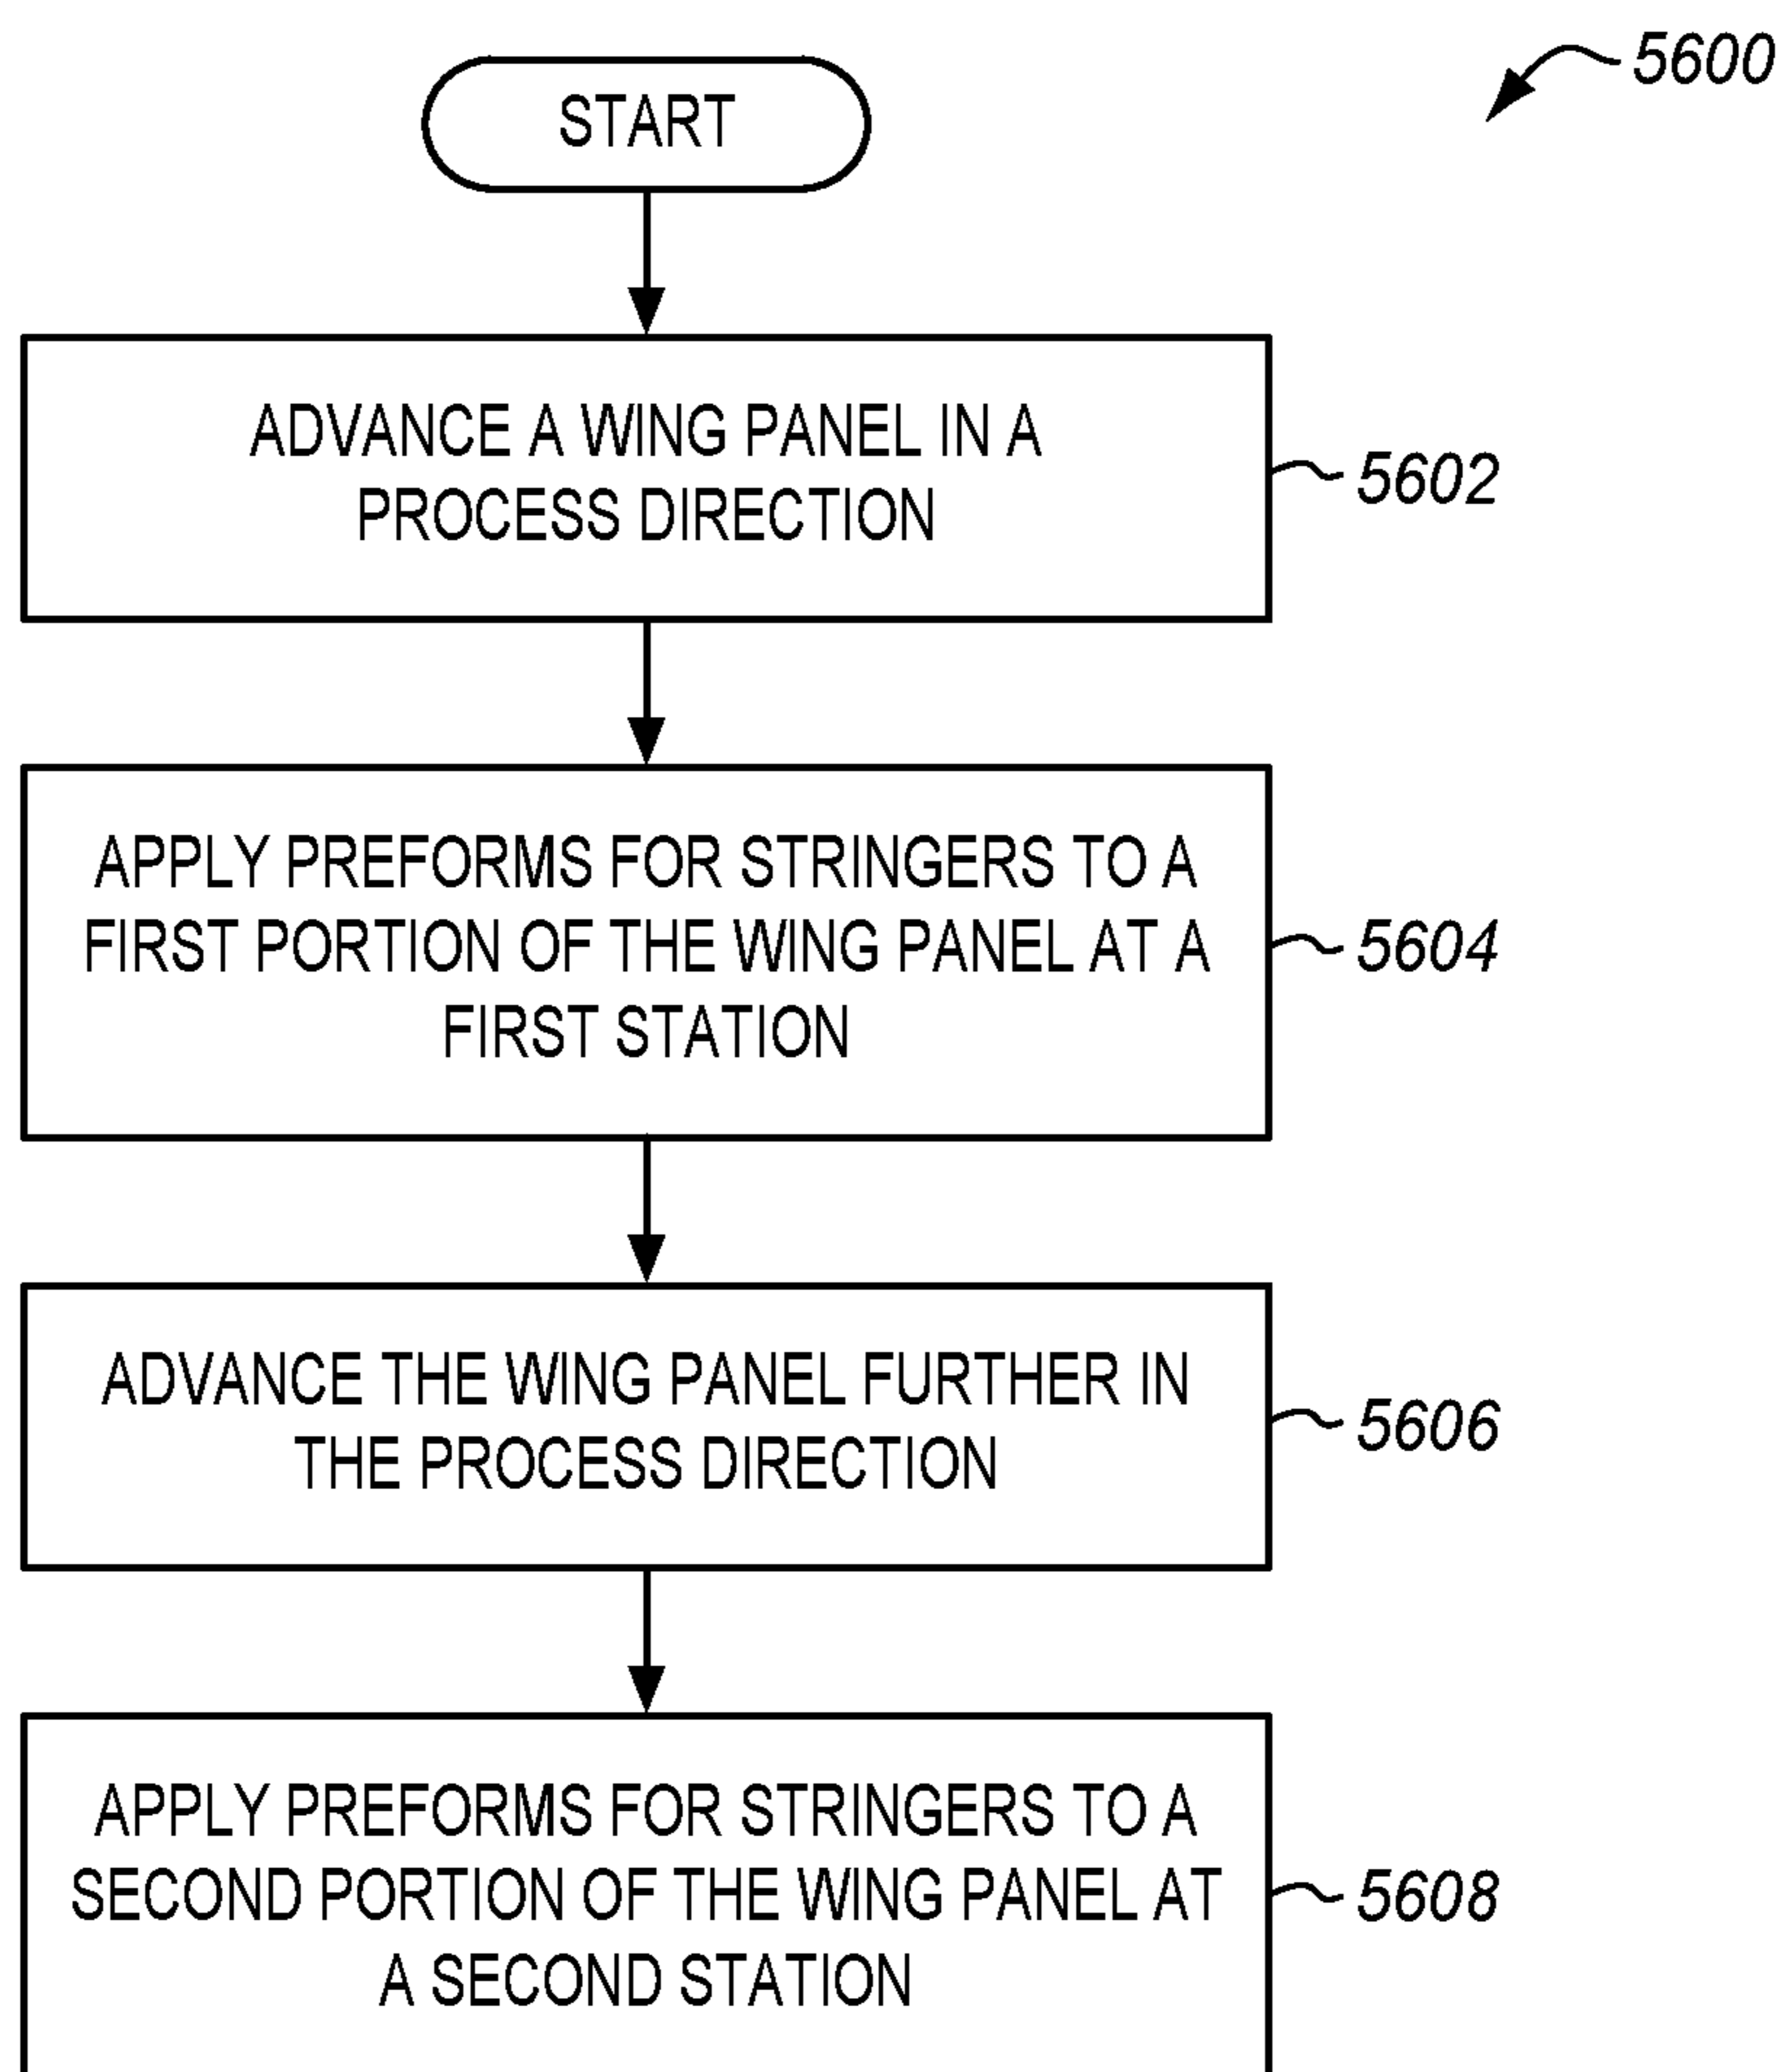 5600
START
ADVANCE A WING PANEL IN A
PROCESS DIRECTION
5602
APPLY PREFORMS FOR STRINGERS TO A
FIRST PORTION OF THE WING PANEL AT A
FIRST STATION
5604
ADVANCE THE WING PANEL FURTHER IN
THE PROCESS DIRECTION
5606
APPLY PREFORMS FOR STRINGERS TO A
SECOND PORTION OF THE WING PANEL AT
A SECOND STATION
5608